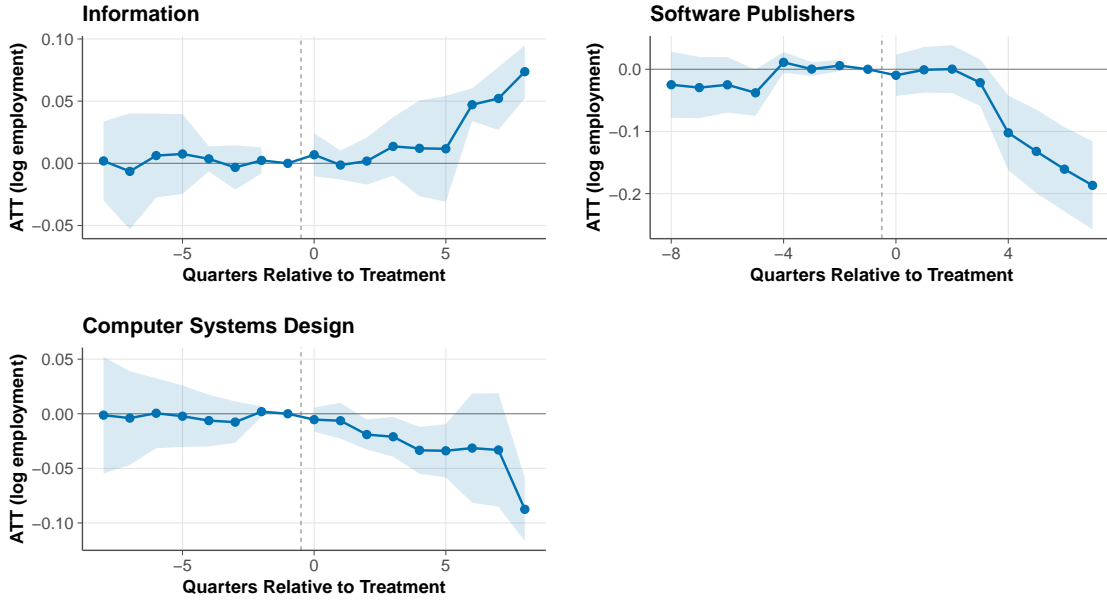 Information
ATT (log employment)
0.10
0.05
0.00
−0.05
−5
0
5
Quarters Relative to Treatment
Software Publishers
ATT (log employment)
0.0
−0.1
−0.2
−8
−4
0
4
Quarters Relative to Treatment
Computer Systems Design
ATT (log employment)
0.05
0.00
−0.05
−0.10
−5
0
5
Quarters Relative to Treatment